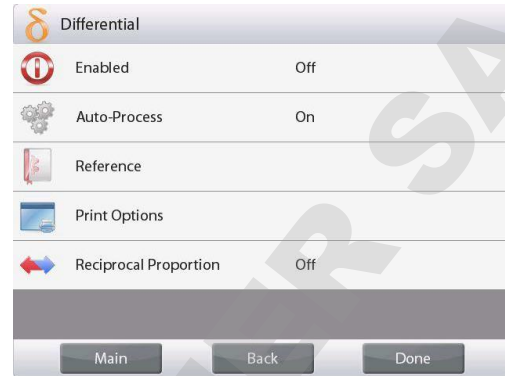 δ Differential
Enabled Off
Auto-Process On
Reference
Print Options
Reciprocal Proportion Off
Main Back Done